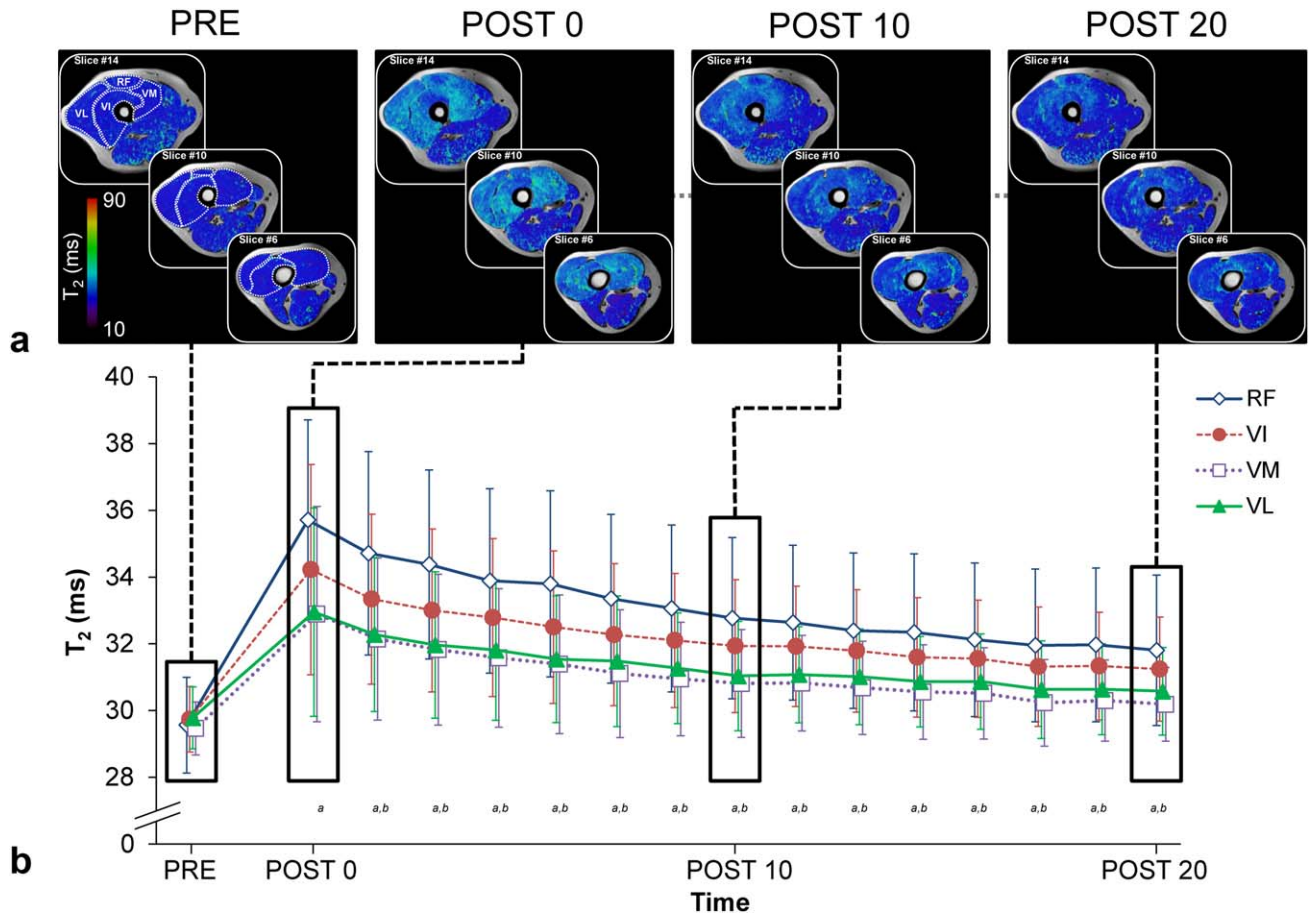 PRE
POST 0
POST 10
POST 20
Slice #14
RF
VM
VI
VL
Slice #10
Slice #6
90
T2 (ms)
10
Slice #14
Slice #10
Slice #6
Slice #14
Slice #10
Slice #6
Slice #14
Slice #10
Slice #6
a
40
38
36
34
32
30
28
0
T2 (ms)
RF
VI
VM
VL
a a,b a,b a,b a,b a,b a,b a,b a,b a,b a,b a,b a,b a,b a,b
b
PRE POST 0 POST 10 POST 20
Time